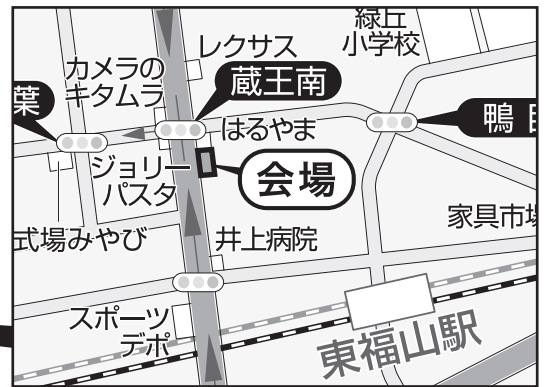 緑丘
小学校
レクサス
カメラの
キタムラ
蔵王南
葉
鴨
はるやま
ジョリー
パスタ
会場
家具市場
式場みやび
井上病院
スポーツ
デポ
東福山駅